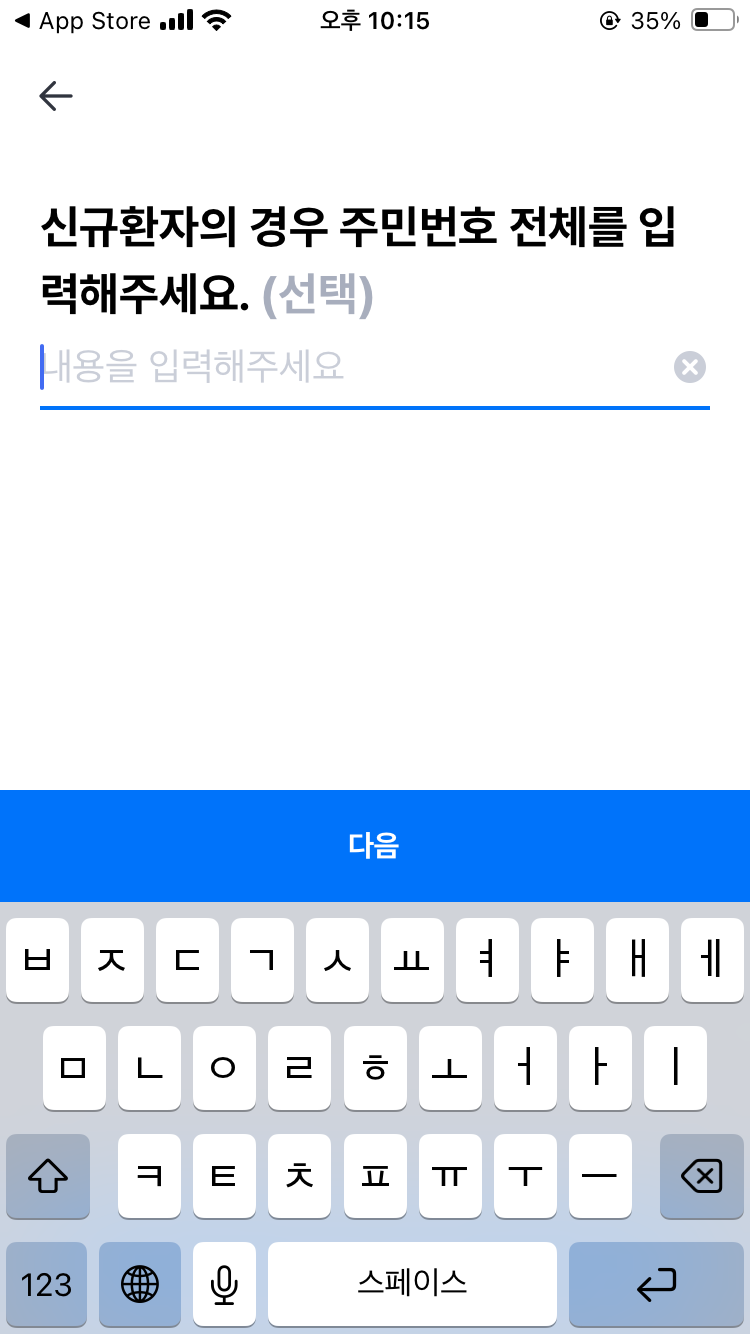 ◀ App Store 오후 10:15 35%
신규환자의 경우 주민번호 전체를 입
력해주세요. (선택)
내용을 입력해주세요
다음
ㅂ ㅈ ㄷ ㄱ ㅅ ㅛ ㅕ ㅑ ㅐ ㅔ
ㅁ ㄴ ㅇ ㄹ ㅎ ㅗ ㅓ ㅏ ㅣ
ㅋ ㅌ ㅊ ㅍ ㅠ ㅜ ㅡ
123 스페이스